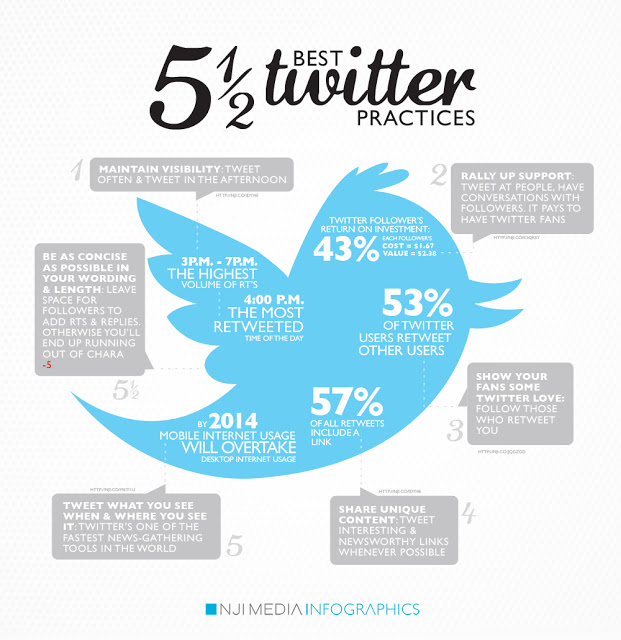 5 1/2 BEST
twitter
PRACTICES
1
MAINTAIN VISIBILITY: TWEET
OFTEN & TWEET IN THE AFTERNOON
2
RALLY UP SUPPORT:
TWEET AT PEOPLE, HAVE
CONVERSATIONS WITH
FOLLOWERS. IT PAYS TO
HAVE TWITTER FANS
TWITTER FOLLOWER'S
RETURN ON INVESTMENT:
43% EACH FOLLOWER'S
COST = $1.67
VALUE = $2.38
3P.M. - 7P.M.
THE HIGHEST
VOLUME OF RT'S
4:00 P.M.
THE MOST
RETWEETED
TIME OF THE DAY
BE AS CONCISE
AS POSSIBLE IN
YOUR WORDING
& LENGTH: LEAVE
SPACE FOR
FOLLOWERS TO
ADD RTS & REPLIES.
OTHERWISE YOU'LL
END UP RUNNING
OUT OF CHARA
-5
5 1/2
53%
OF TWITTER
USERS RETWEET
OTHER USERS
SHOW YOUR
FANS SOME
TWITTER LOVE:
FOLLOW THOSE
WHO RETWEET
YOU
3
57%
OF ALL RETWEETS
INCLUDE A
LINK
BY 2014
MOBILE INTERNET USAGE
WILL OVERTAKE
DESKTOP INTERNET USAGE
TWEET WHAT YOU SEE
WHEN & WHERE YOU SEE
IT: TWITTER'S ONE OF THE
FASTEST NEWS-GATHERING
TOOLS IN THE WORLD
5
SHARE UNIQUE
CONTENT: TWEET
INTERESTING &
NEWSWORTHY LINKS
WHENEVER POSSIBLE
4
NJI MEDIA INFOGRAPHICS